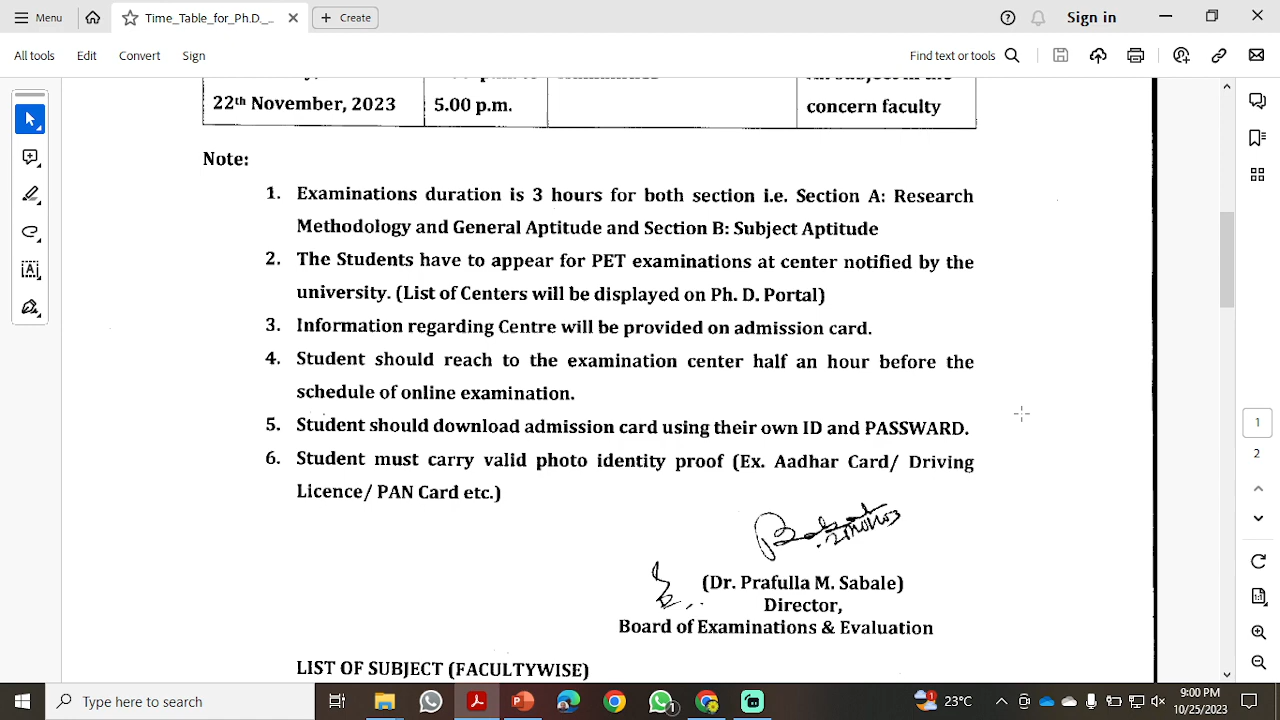 Menu
Time_Table_for_Ph.D._...
Create
Sign in
All tools Edit Convert Sign
Find text or tools
22th November, 2023
5.00 p.m.
concern faculty
Note:
1. Examinations duration is 3 hours for both section i.e. Section A: Research
Methodology and General Aptitude and Section B: Subject Aptitude
2. The Students have to appear for PET examinations at center notified by the
university. (List of Centers will be displayed on Ph. D. Portal)
3. Information regarding Centre will be provided on admission card.
4. Student should reach to the examination center half an hour before the
schedule of online examination.
5. Student should download admission card using their own ID and PASSWARD.
6. Student must carry valid photo identity proof (Ex. Aadhar Card/ Driving
Licence/ PAN Card etc.)
(Dr. Prafulla M. Sabale)
Director,
Board of Examinations & Evaluation
LIST OF SUBJECT (FACULTYWISE)
1
2
Type here to search
1
1
23°C
9:00 PM
10/25/2023